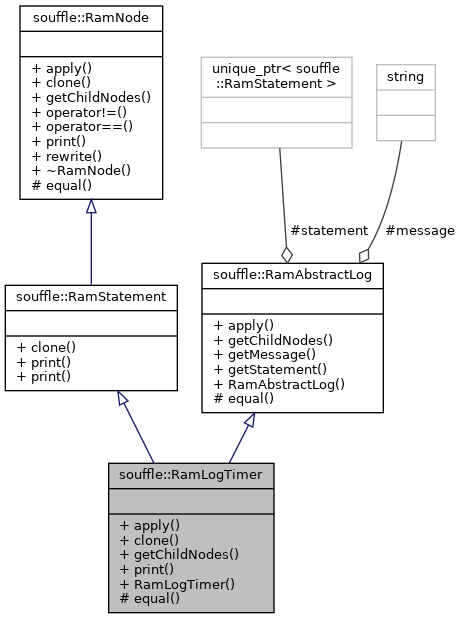 souffle::RamNode
+ apply()
+ clone()
+ getChildNodes()
+ operator!=()
+ operator==()
+ print()
+ rewrite()
+ ~RamNode()
# equal()
unique_ptr< souffle
::RamStatement >
string
#statement
#message
souffle::RamStatement
+ clone()
+ print()
+ print()
souffle::RamAbstractLog
+ apply()
+ getChildNodes()
+ getMessage()
+ getStatement()
+ RamAbstractLog()
# equal()
souffle::RamLogTimer
+ apply()
+ clone()
+ getChildNodes()
+ print()
+ RamLogTimer()
# equal()